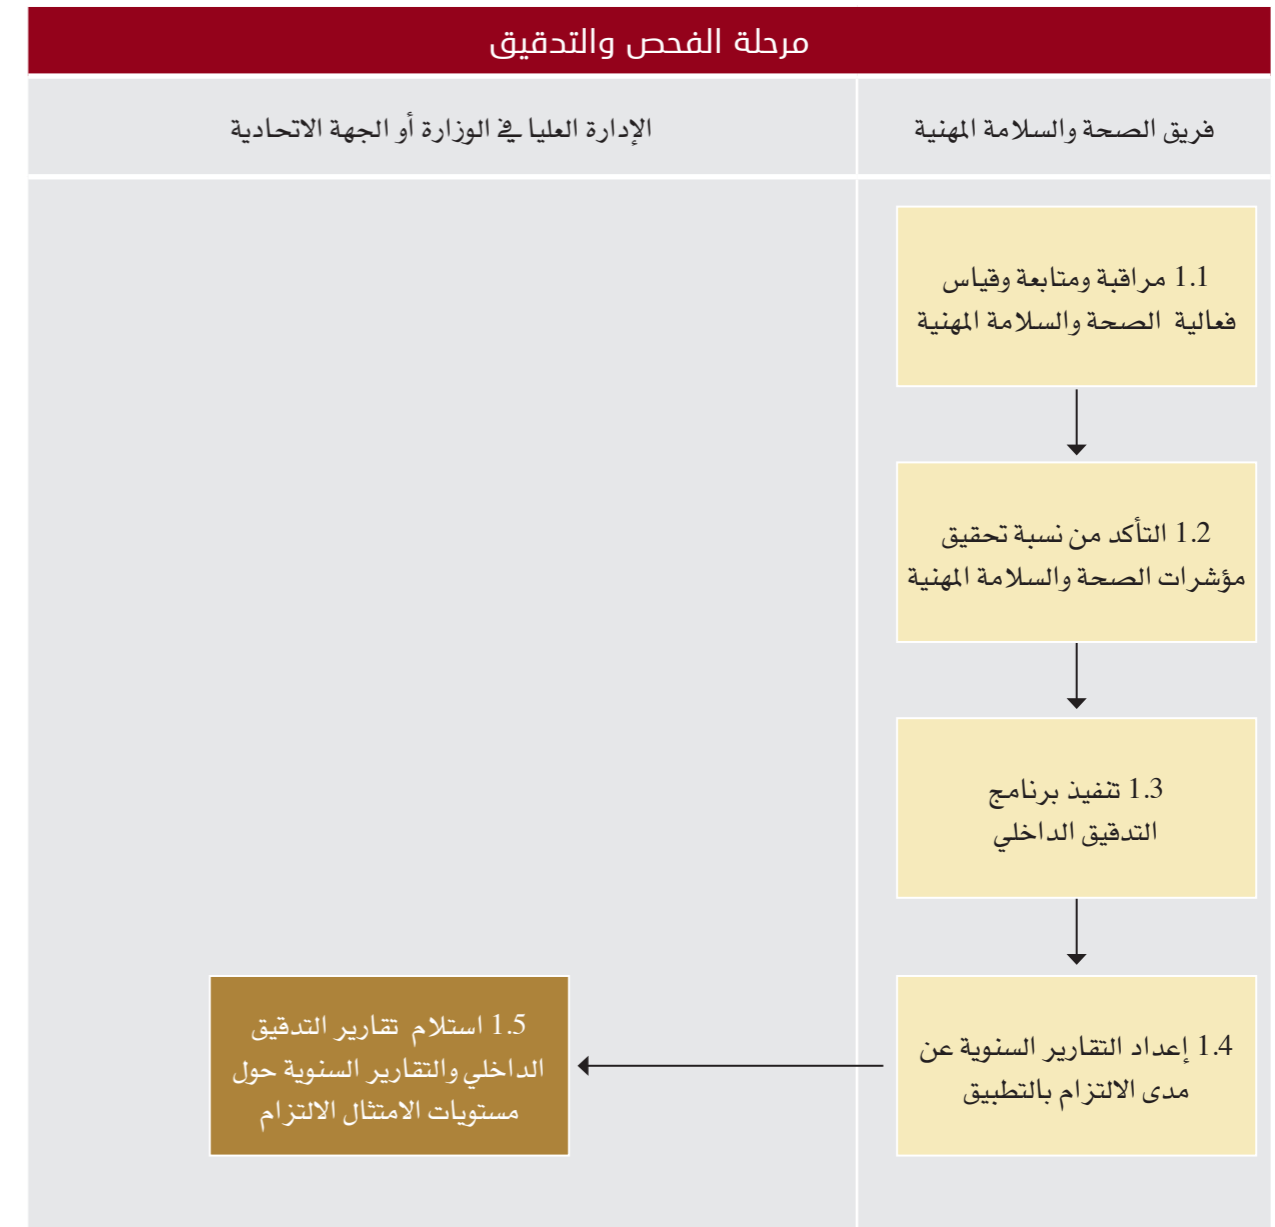 مرحلة الفحص والتدقيق
فريق الصحة والسلامة المهنية
الإدارة العليا في الوزارة أو الجهة الاتحادية
1.1 مراقبة ومتابعة وقياس
فعالية الصحة والسلامة المهنية
1.2 التأكد من نسبة تحقيق
مؤشرات الصحة والسلامة المهنية
1.3 تنفيذ برنامج
التدقيق الداخلي
1.4 إعداد التقارير السنوية عن
مدى الالتزام بالتطبيق
1.5 استلام تقارير التدقيق
الداخلي والتقارير السنوية حول
مستويات الامتثال الالتزام